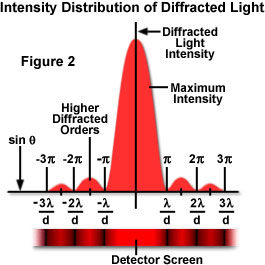 Intensity Distribution of Diffracted Light
Figure 2
Diffracted
Light
Intensity
Maximum
Intensity
Higher
Diffracted
Orders
sin θ
-3π -2π -π π 2π 3π
-3λ/d -2λ/d -λ/d λ/d 2λ/d 3λ/d
Detector Screen